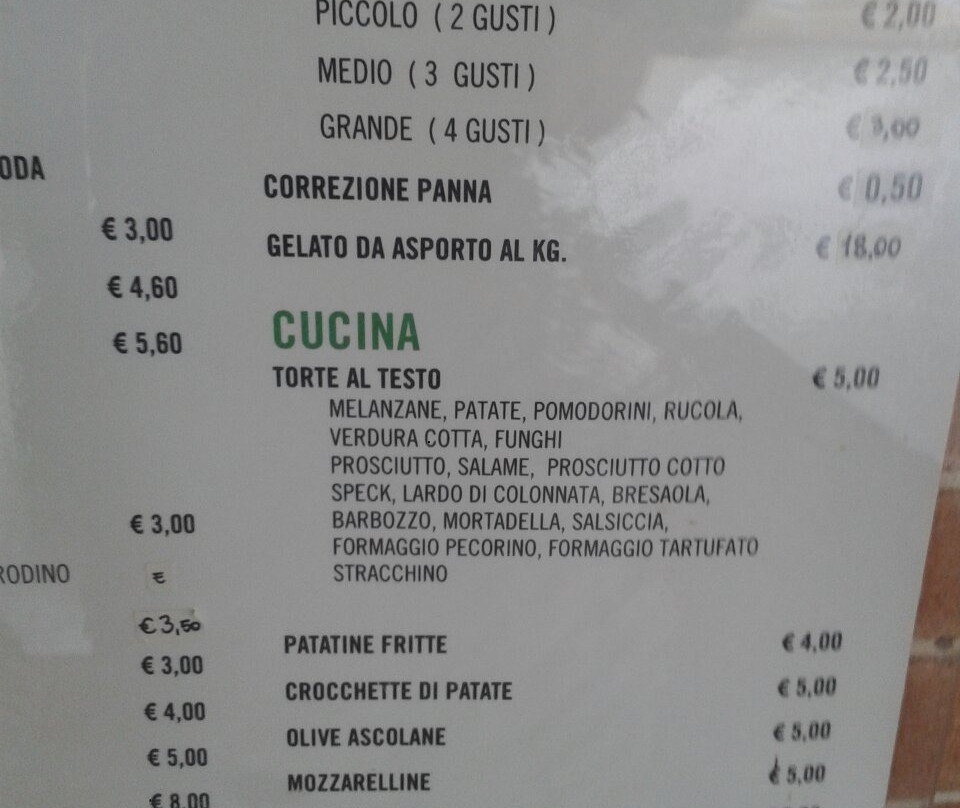 PICCOLO ( 2 GUSTI ) € 2,00
MEDIO ( 3 GUSTI ) € 2,50
GRANDE ( 4 GUSTI ) € 3,00
ODA
CORREZIONE PANNA € 0,50
€ 3,00
GELATO DA ASPORTO AL KG. € 18,00
€ 4,60
€ 5,60
CUCINA
TORTE AL TESTO € 5,00
MELANZANE, PATATE, POMODORINI, RUCOLA,
VERDURA COTTA, FUNGHI
PROSCIUTTO, SALAME, PROSCIUTTO COTTO
SPECK, LARDO DI COLONNATA, BRESAOLA,
€ 3,00
BARBOZZO, MORTADELLA, SALSICCIA,
FORMAGGIO PECORINO, FORMAGGIO TARTUFATO
STRACCHINO
RODINO €
€ 3,50
€ 3,00
PATATINE FRITTE € 4,00
€ 4,00
CROCCHETTE DI PATATE € 5,00
€ 5,00
OLIVE ASCOLANE € 5,00
€ 8,00
MOZZARELLINE € 5,00